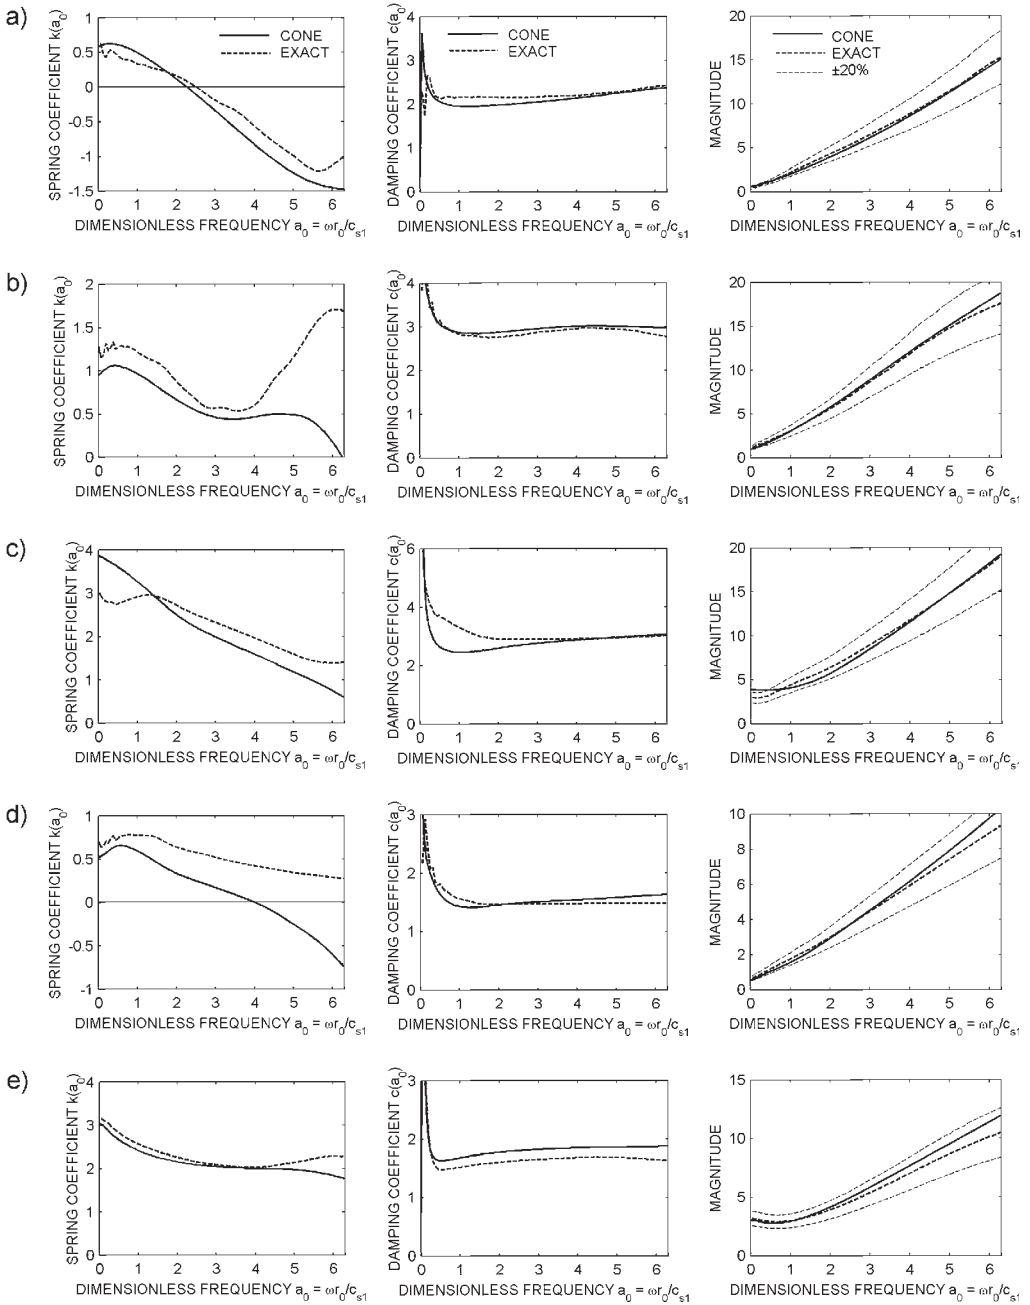 a)
SPRING COEFFICIENT k(a₀)
1
0.5
0
-0.5
-1
-1.5
CONE
EXACT
0 1 2 3 4 5 6
DIMENSIONLESS FREQUENCY a₀ = ωr₀/cₛ₁
DAMPING COEFFICIENT c(a₀)
4
3
2
1
0
CONE
EXACT
0 1 2 3 4 5 6
DIMENSIONLESS FREQUENCY a₀ = ωr₀/cₛ₁
MAGNITUDE
20
15
10
5
0
CONE
EXACT
±20%
0 1 2 3 4 5 6
DIMENSIONLESS FREQUENCY a₀ = ωr₀/cₛ₁
b)
SPRING COEFFICIENT k(a₀)
2
1.5
1
0.5
0
0 1 2 3 4 5 6
DIMENSIONLESS FREQUENCY a₀ = ωr₀/cₛ₁
DAMPING COEFFICIENT c(a₀)
4
3
2
1
0
0 1 2 3 4 5 6
DIMENSIONLESS FREQUENCY a₀ = ωr₀/cₛ₁
MAGNITUDE
20
15
10
5
0
0 1 2 3 4 5 6
DIMENSIONLESS FREQUENCY a₀ = ωr₀/cₛ₁
c)
SPRING COEFFICIENT k(a₀)
4
3
2
1
0
0 1 2 3 4 5 6
DIMENSIONLESS FREQUENCY a₀ = ωr₀/cₛ₁
DAMPING COEFFICIENT c(a₀)
6
4
2
0
0 1 2 3 4 5 6
DIMENSIONLESS FREQUENCY a₀ = ωr₀/cₛ₁
MAGNITUDE
20
15
10
5
0
0 1 2 3 4 5 6
DIMENSIONLESS FREQUENCY a₀ = ωr₀/cₛ₁
d)
SPRING COEFFICIENT k(a₀)
1
0.5
0
-0.5
-1
0 1 2 3 4 5 6
DIMENSIONLESS FREQUENCY a₀ = ωr₀/cₛ₁
DAMPING COEFFICIENT c(a₀)
3
2
1
0
0 1 2 3 4 5 6
DIMENSIONLESS FREQUENCY a₀ = ωr₀/cₛ₁
MAGNITUDE
10
8
6
4
2
0
0 1 2 3 4 5 6
DIMENSIONLESS FREQUENCY a₀ = ωr₀/cₛ₁
e)
SPRING COEFFICIENT k(a₀)
4
3
2
1
0
0 1 2 3 4 5 6
DIMENSIONLESS FREQUENCY a₀ = ωr₀/cₛ₁
DAMPING COEFFICIENT c(a₀)
3
2
1
0
0 1 2 3 4 5 6
DIMENSIONLESS FREQUENCY a₀ = ωr₀/cₛ₁
MAGNITUDE
15
10
5
0
0 1 2 3 4 5 6
DIMENSIONLESS FREQUENCY a₀ = ωr₀/cₛ₁